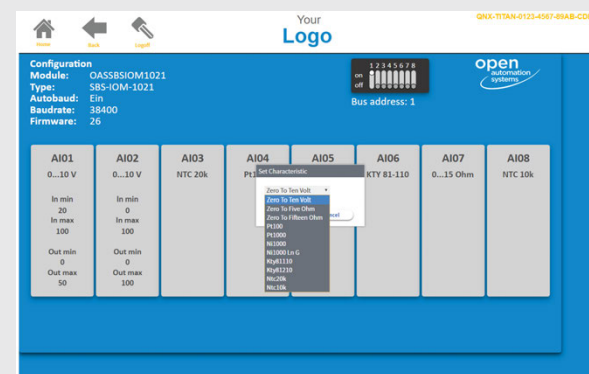 Home
Back
Logoff
Your
Logo
QNX-TITAN-0123-4567-89AB-CO
Configuration
Module: OASSBSIOM1021
Type: SBS-IOM-1021
Autobaud: Ein
Baudrate: 38400
Firmware: 26
1 2 3 4 5 6 7 8
on
off
Bus address: 1
open
automation
systems
AI01
0...10 V
In min
20
In max
100
Out min
0
Out max
50
AI02
0...10 V
In min
0
In max
100
Out min
0
Out max
100
AI03
NTC 20k
AI04
AI05
AI06
KTY 81-110
AI07
0...15 Ohm
AI08
NTC 10k
Set Characteristic
Zero To Ten Volt
Zero To Ten Volt
Zero To Five Ohm
Zero To Fifteen Ohm
Pt100
Pt1000
Ni1000
Ni1000 Ln G
Kty81110
Kty81210
Ntc20k
Ntc10k